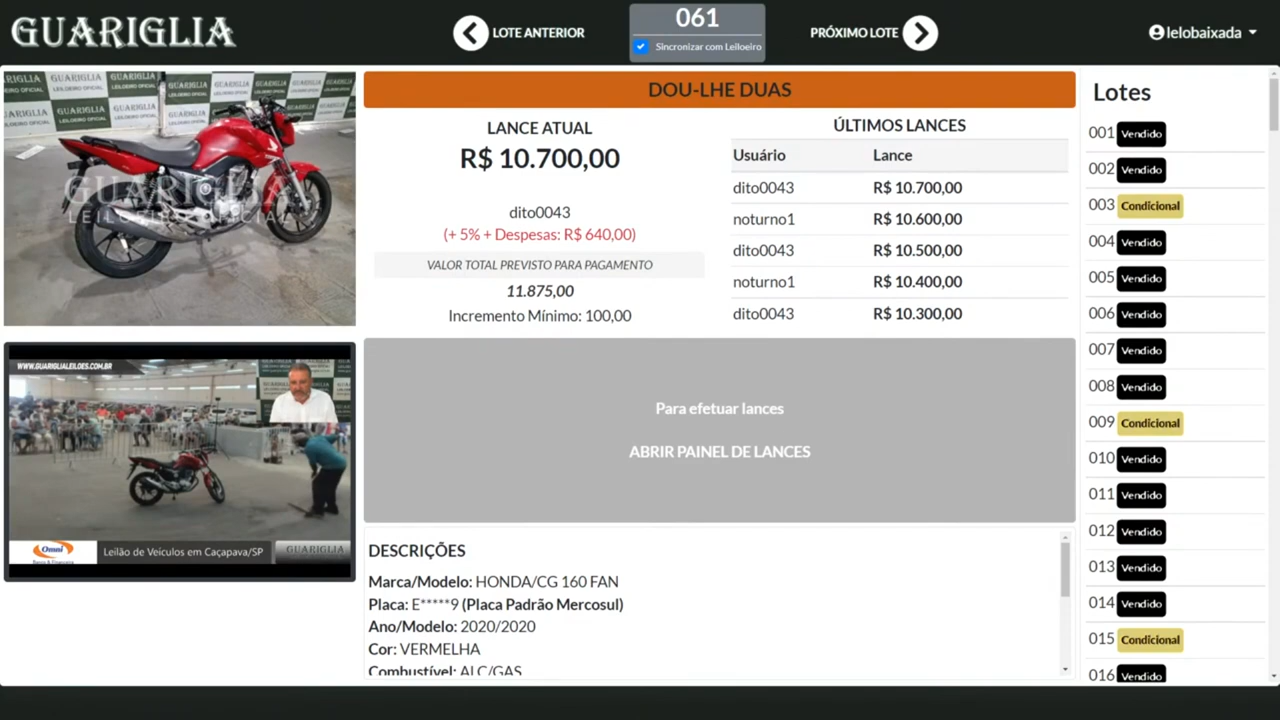 GUARIGLIA
LOTE ANTERIOR
061
Sincronizar com Leiloeiro
PRÓXIMO LOTE
lelobaixada
GUARIGLIA
LEILOEIRO OFICIAL
DOU-LHE DUAS
LANCE ATUAL
R$ 10.700,00
dito0043
(+ 5% + Despesas: R$ 640,00)
VALOR TOTAL PREVISTO PARA PAGAMENTO
11.875,00
Incremento Mínimo: 100,00
ÚLTIMOS LANCES
Usuário Lance
dito0043 R$ 10.700,00
noturno1 R$ 10.600,00
dito0043 R$ 10.500,00
noturno1 R$ 10.400,00
dito0043 R$ 10.300,00
WWW.GUARIGLIALEILOES.COM.BR
Omni
Banco & Financeira
Leilão de Veículos em Caçapava/SP
GUARIGLIA
Para efetuar lances
ABRIR PAINEL DE LANCES
DESCRIÇÕES
Marca/Modelo: HONDA/CG 160 FAN
Placa: E*****9 (Placa Padrão Mercosul)
Ano/Modelo: 2020/2020
Cor: VERMELHA
Combustível: ALC/GAS
Lotes
001 Vendido
002 Vendido
003 Condicional
004 Vendido
005 Vendido
006 Vendido
007 Vendido
008 Vendido
009 Condicional
010 Vendido
011 Vendido
012 Vendido
013 Vendido
014 Vendido
015 Condicional
016 Vendido